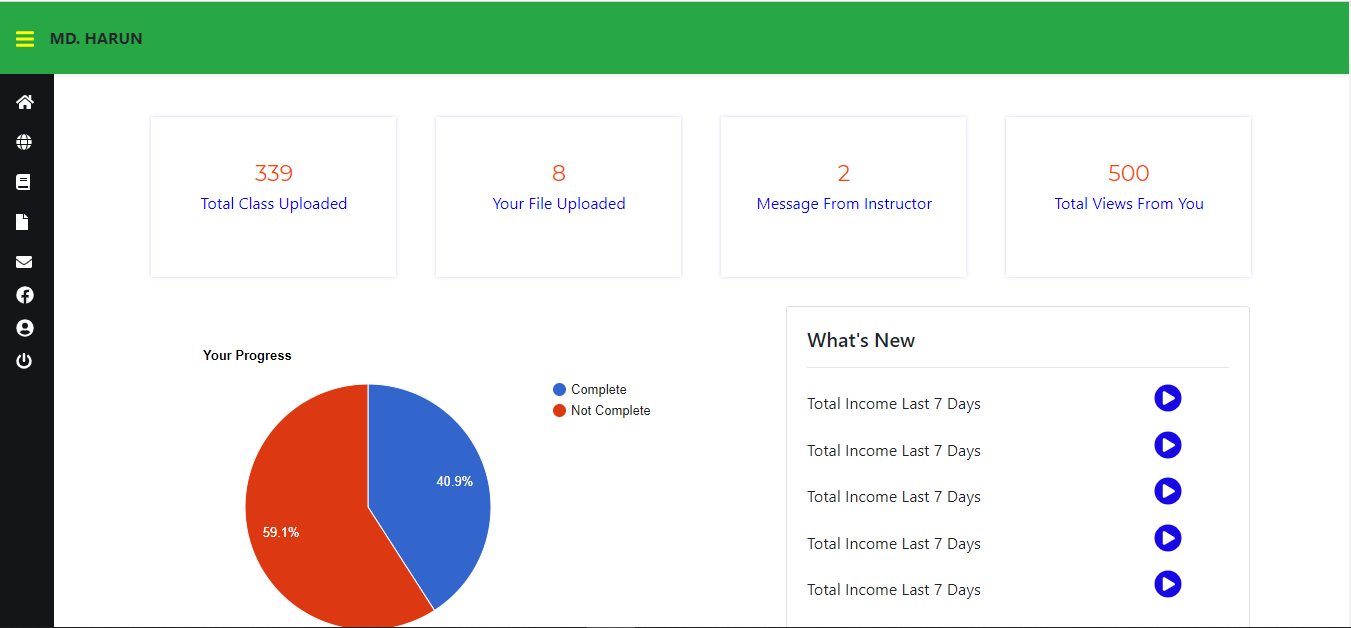 MD. HARUN
339
Total Class Uploaded
8
Your File Uploaded
2
Message From Instructor
500
Total Views From You
Your Progress
Complete
Not Complete
40.9%
59.1%
What's New
Total Income Last 7 Days
Total Income Last 7 Days
Total Income Last 7 Days
Total Income Last 7 Days
Total Income Last 7 Days